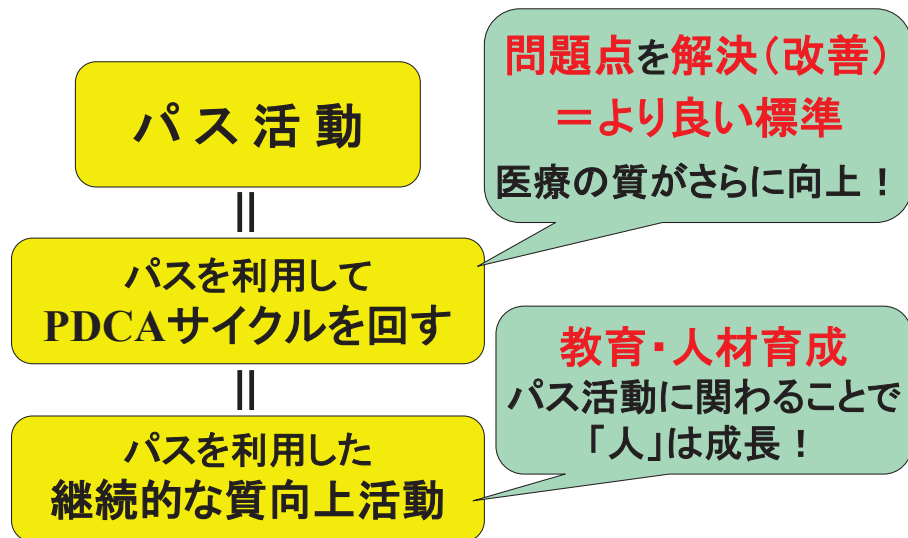 パス活動
||
パスを利用して
PDCAサイクルを回す
||
パスを利用した
継続的な質向上活動
問題点を解決(改善)
=より良い標準
医療の質がさらに向上!
教育・人材育成
パス活動に関わることで
「人」は成長!